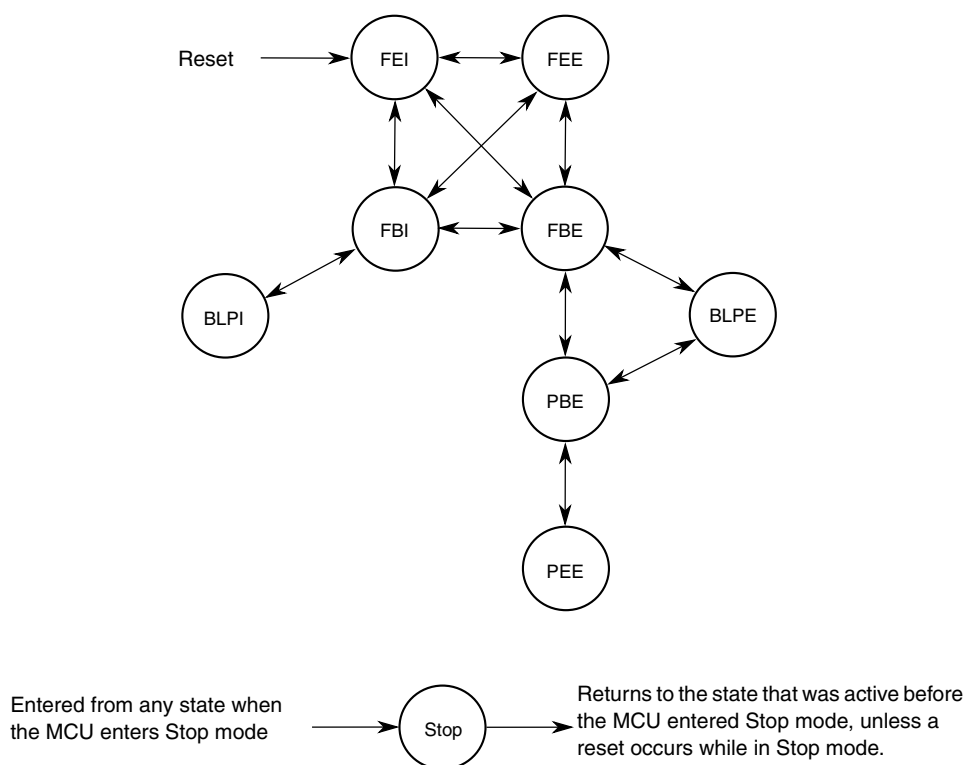 Reset
FEI
FEE
FBI
FBE
BLPI
BLPE
PBE
PEE
Entered from any state when
the MCU enters Stop mode
Stop
Returns to the state that was active before
the MCU entered Stop mode, unless a
reset occurs while in Stop mode.